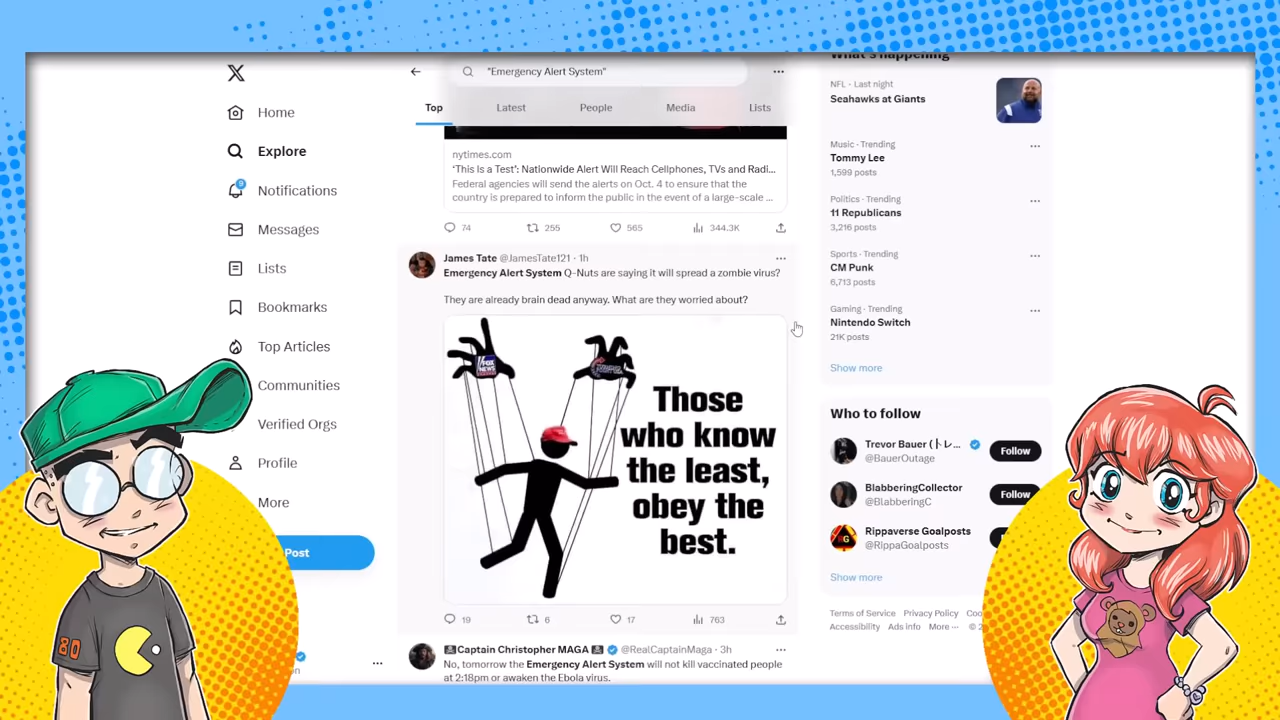 "Emergency Alert System"
Top
Latest
People
Media
Lists
Home
Explore
Notifications
9
Messages
Lists
Bookmarks
Top Articles
Communities
Verified Orgs
Profile
More
Post
nytimes.com
'This Is a Test': Nationwide Alert Will Reach Cellphones, TVs and Radi...
Federal agencies will send the alerts on Oct. 4 to ensure that the
country is prepared to inform the public in the event of a large-scale ...
74 255 565 344.3K
James Tate @JamesTate121 · 1h
Emergency Alert System Q-Nuts are saying it will spread a zombie virus?
They are already brain dead anyway. What are they worried about?
FOX
NEWS
Those
who know
the least,
obey the
best.
19 6 17 763
Captain Christopher MAGA @RealCaptainMaga · 3h
No, tomorrow the Emergency Alert System will not kill vaccinated people
at 2:18pm or awaken the Ebola virus.
What's happening
NFL · Last night
Seahawks at Giants
Music · Trending
Tommy Lee
1,599 posts
Politics · Trending
11 Republicans
3,216 posts
Sports · Trending
CM Punk
6,713 posts
Gaming · Trending
Nintendo Switch
21K posts
Show more
Who to follow
Trevor Bauer (トレ...
@BauerOutage
Follow
BlabberingCollector
@BlabberingC
Follow
Rippaverse Goalposts
@RippaGoalposts
Show more
Terms of Service Privacy Policy Coo
Accessibility Ads info More ··· © 2
80